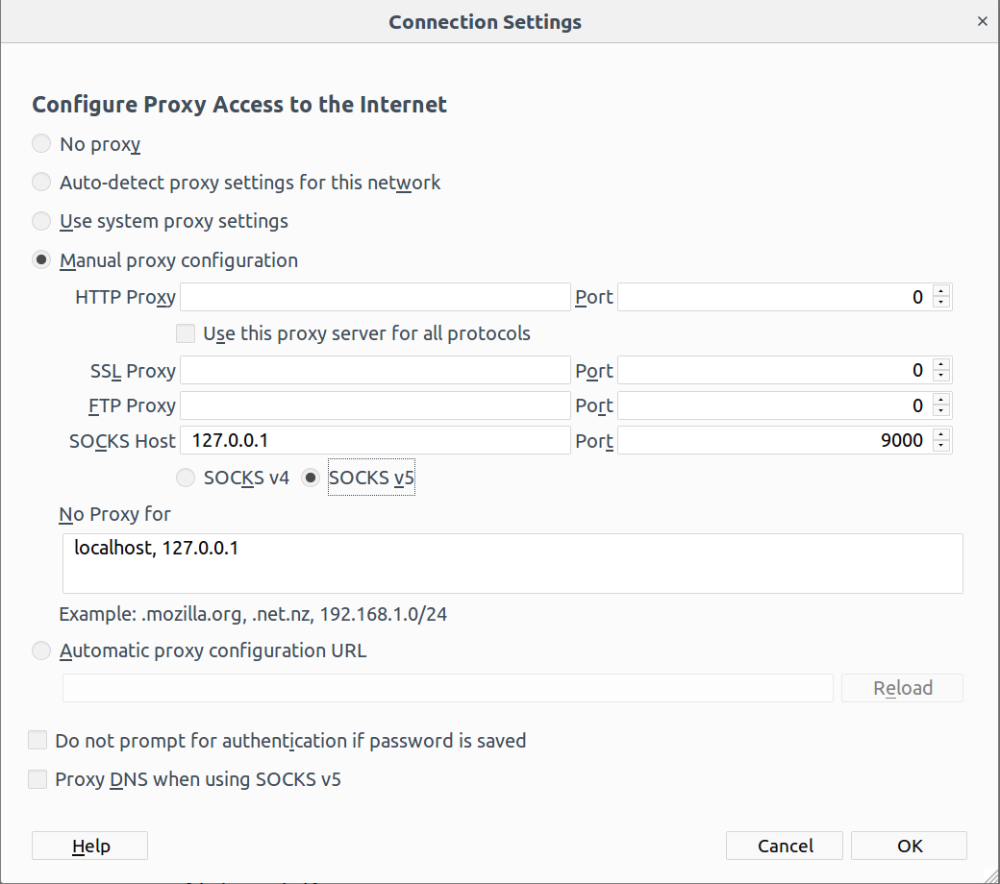 Connection Settings
Configure Proxy Access to the Internet
No proxy
Auto-detect proxy settings for this network
Use system proxy settings
Manual proxy configuration
HTTP Proxy Port 0
Use this proxy server for all protocols
SSL Proxy Port 0
FTP Proxy Port 0
SOCKS Host 127.0.0.1 Port 9000
SOCKS v4 SOCKS v5
No Proxy for
localhost, 127.0.0.1
Example: .mozilla.org, .net.nz, 192.168.1.0/24
Automatic proxy configuration URL
Reload
Do not prompt for authentication if password is saved
Proxy DNS when using SOCKS v5
Help Cancel OK